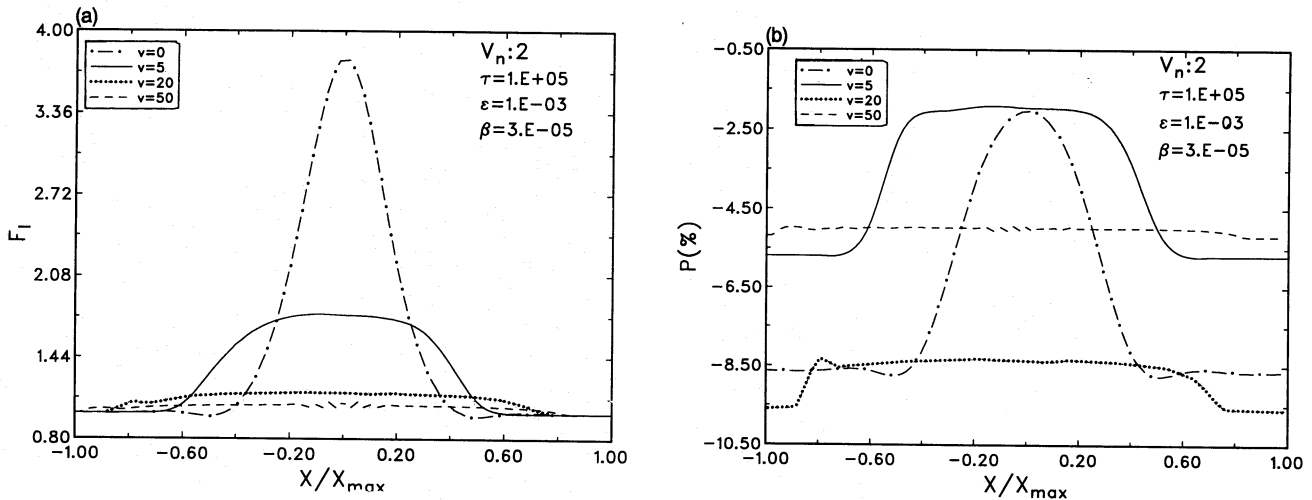 (a)
4.00
3.36
2.72
2.08
1.44
0.80
F_I
v=0
v=5
v=20
v=50
V_n:2
τ=1.E+05
ε=1.E−03
β=3.E−05
−1.00 −0.60 −0.20 0.20 0.60 1.00
X/X_max
(b)
−0.50
−2.50
−4.50
−6.50
−8.50
−10.50
P(%)
v=0
v=5
v=20
v=50
V_n:2
τ=1.E+05
ε=1.E−03
β=3.E−05
−1.00 −0.60 −0.20 0.20 0.60 1.00
X/X_max